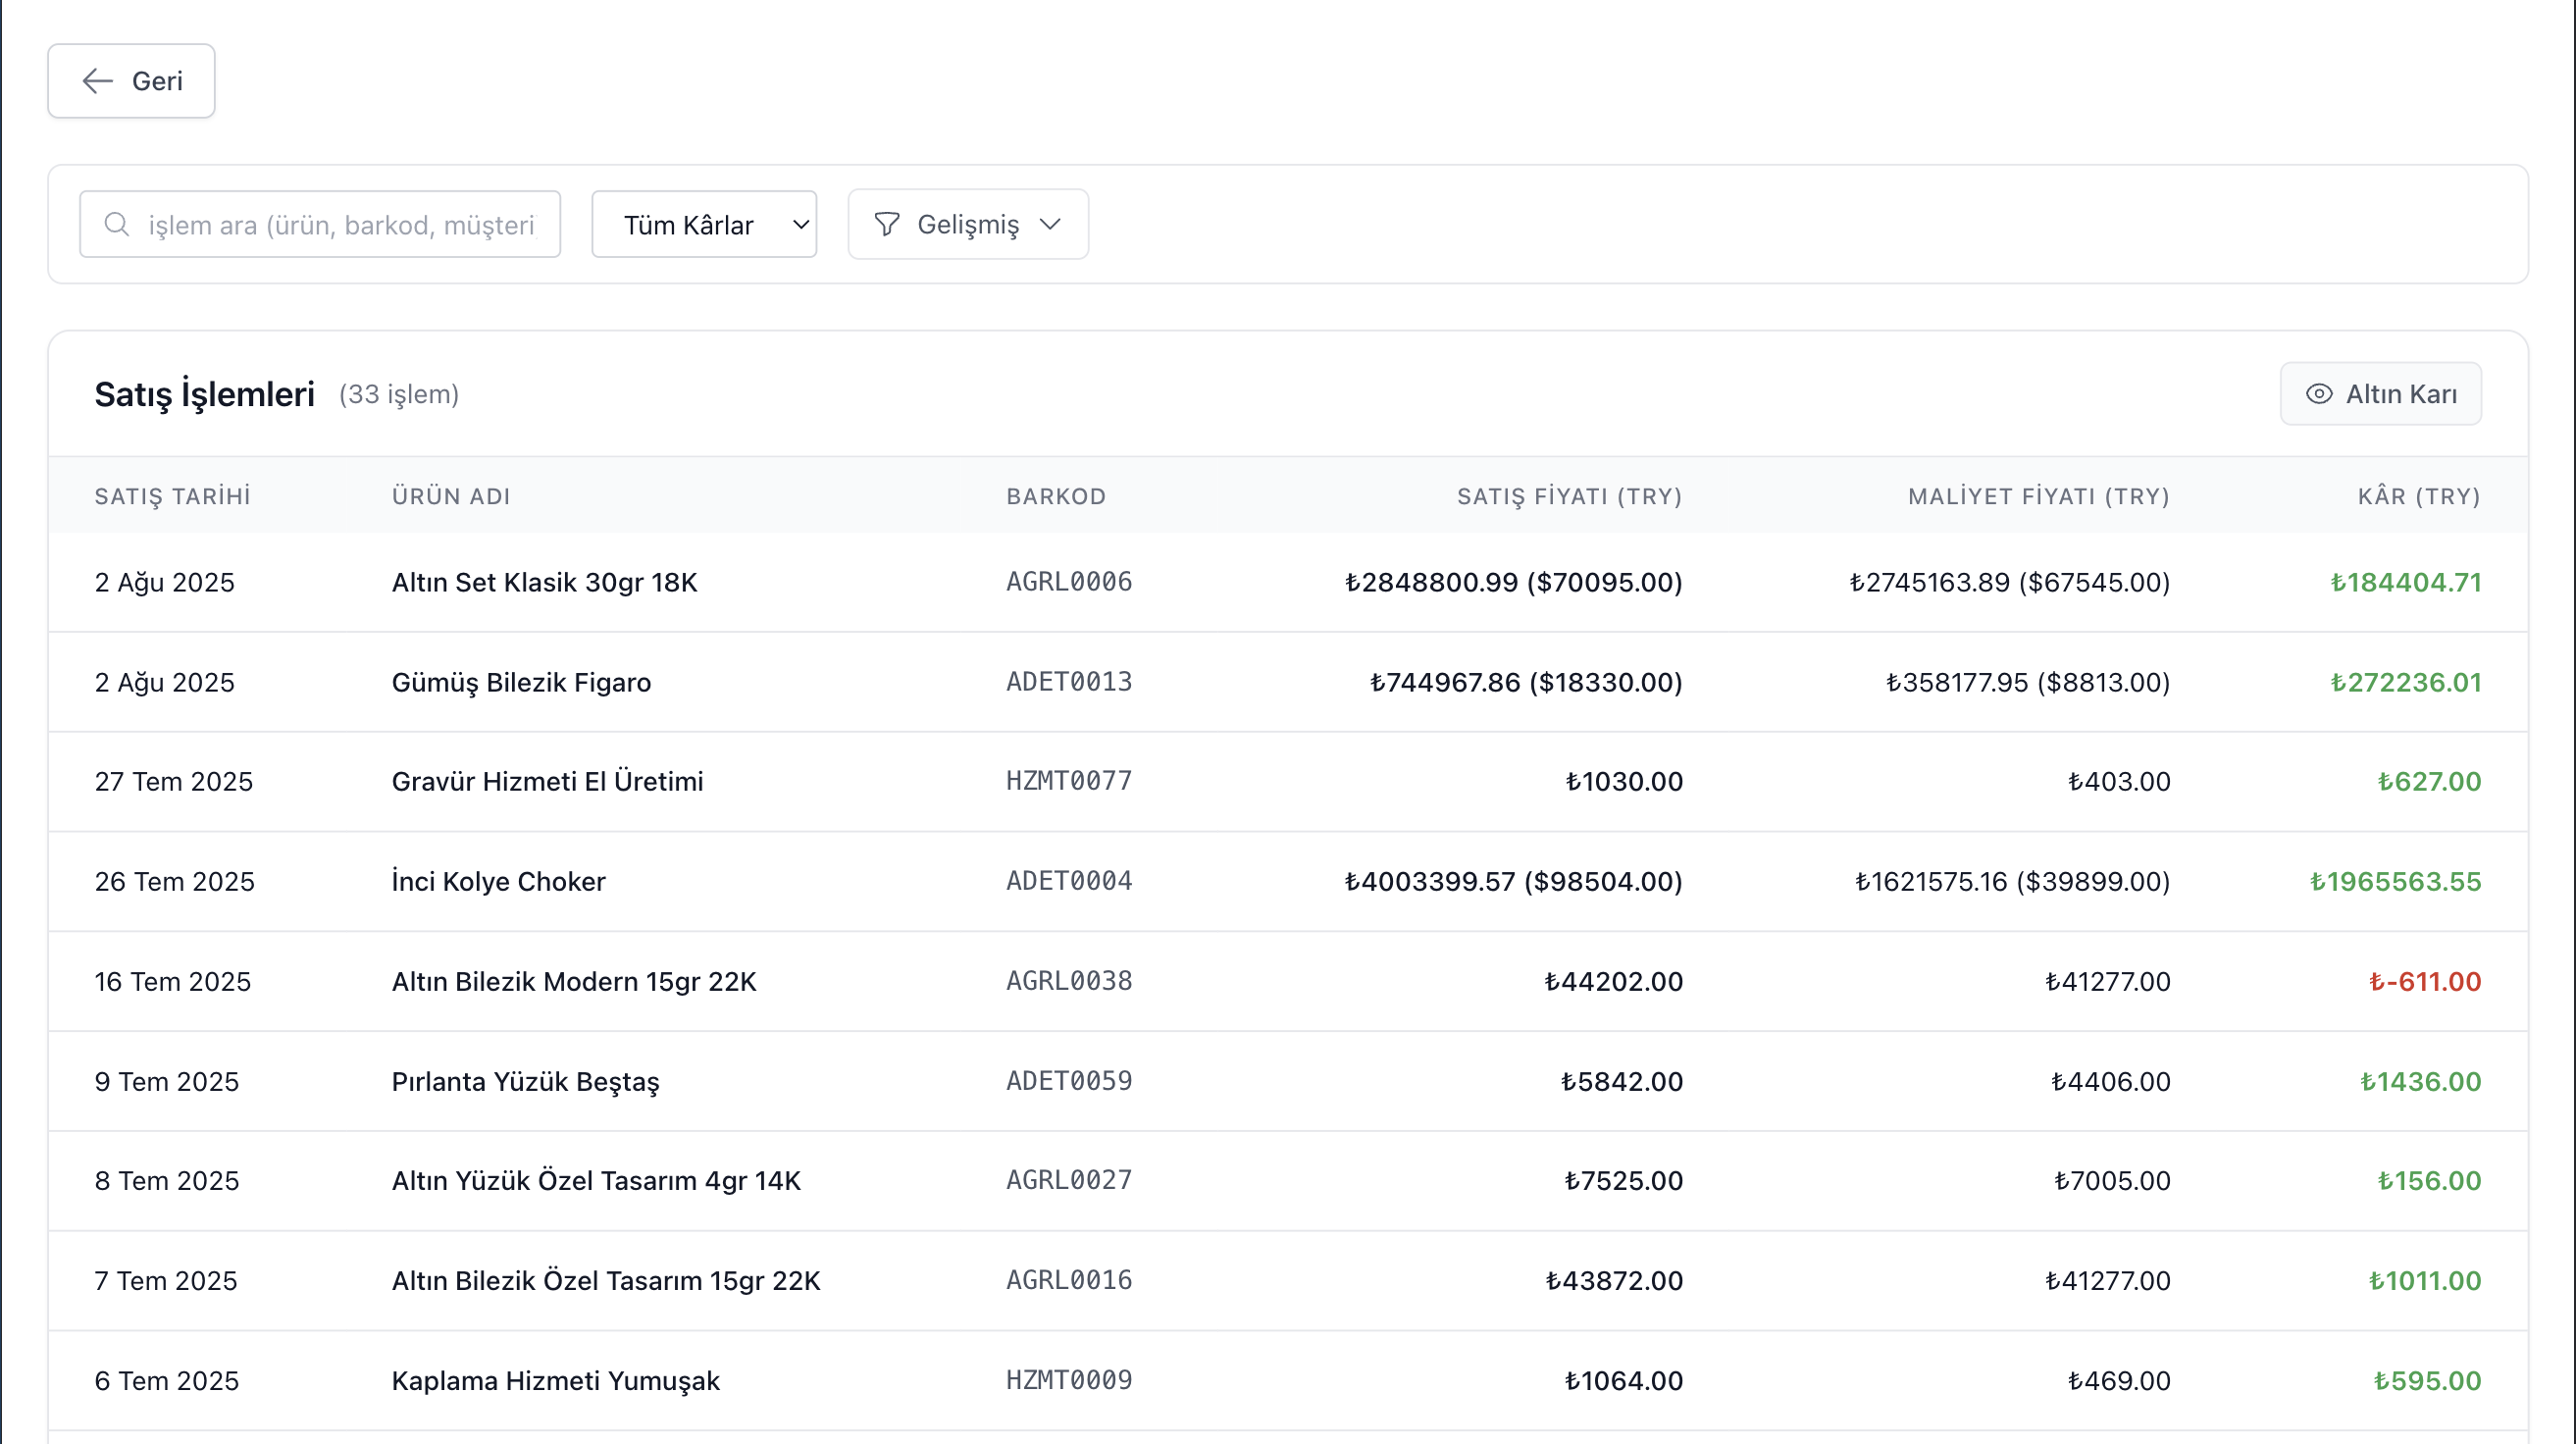 Geri
işlem ara (ürün, barkod, müşteri
Tüm Kârlar
Gelişmiş
Satış İşlemleri (33 işlem)
Altın Karı
SATIŞ TARİHİ ÜRÜN ADI BARKOD SATIŞ FİYATI (TRY) MALİYET FİYATI (TRY) KÂR (TRY)
2 Ağu 2025 Altın Set Klasik 30gr 18K AGRL0006 ₺2848800.99 ($70095.00) ₺2745163.89 ($67545.00) ₺184404.71
2 Ağu 2025 Gümüş Bilezik Figaro ADET0013 ₺744967.86 ($18330.00) ₺358177.95 ($8813.00) ₺272236.01
27 Tem 2025 Gravür Hizmeti El Üretimi HZMT0077 ₺1030.00 ₺403.00 ₺627.00
26 Tem 2025 İnci Kolye Choker ADET0004 ₺4003399.57 ($98504.00) ₺1621575.16 ($39899.00) ₺1965563.55
16 Tem 2025 Altın Bilezik Modern 15gr 22K AGRL0038 ₺44202.00 ₺41277.00 ₺-611.00
9 Tem 2025 Pırlanta Yüzük Beştaş ADET0059 ₺5842.00 ₺4406.00 ₺1436.00
8 Tem 2025 Altın Yüzük Özel Tasarım 4gr 14K AGRL0027 ₺7525.00 ₺7005.00 ₺156.00
7 Tem 2025 Altın Bilezik Özel Tasarım 15gr 22K AGRL0016 ₺43872.00 ₺41277.00 ₺1011.00
6 Tem 2025 Kaplama Hizmeti Yumuşak HZMT0009 ₺1064.00 ₺469.00 ₺595.00